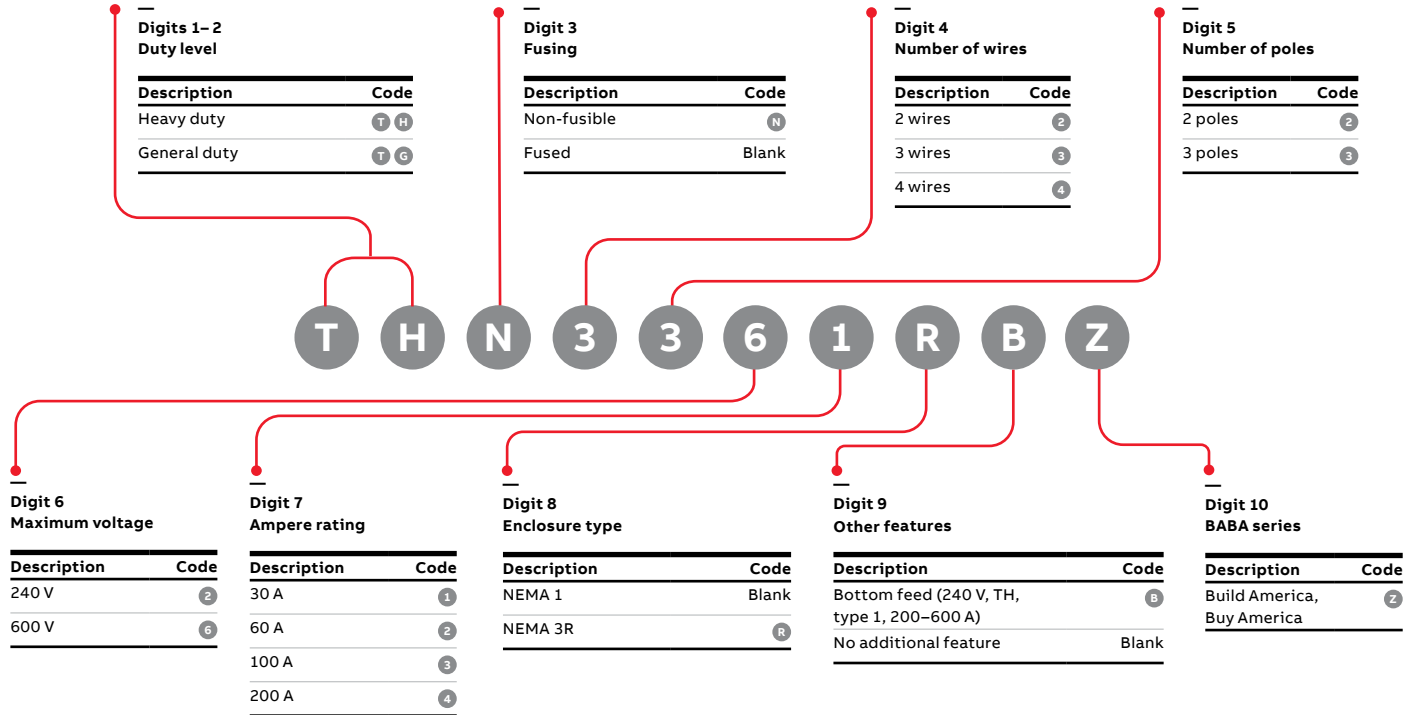 —
Digits 1–2
Duty level
Description Code
Heavy duty T H
General duty T G
—
Digit 3
Fusing
Description Code
Non-fusible N
Fused Blank
—
Digit 4
Number of wires
Description Code
2 wires 2
3 wires 3
4 wires 4
—
Digit 5
Number of poles
Description Code
2 poles 2
3 poles 3
T H N 3 3 6 1 R B Z
—
Digit 6
Maximum voltage
Description Code
240 V 2
600 V 6
—
Digit 7
Ampere rating
Description Code
30 A 1
60 A 2
100 A 3
200 A 4
—
Digit 8
Enclosure type
Description Code
NEMA 1 Blank
NEMA 3R R
—
Digit 9
Other features
Description Code
Bottom feed (240 V, TH, B
type 1, 200–600 A)
No additional feature Blank
—
Digit 10
BABA series
Description Code
Build America, Z
Buy America